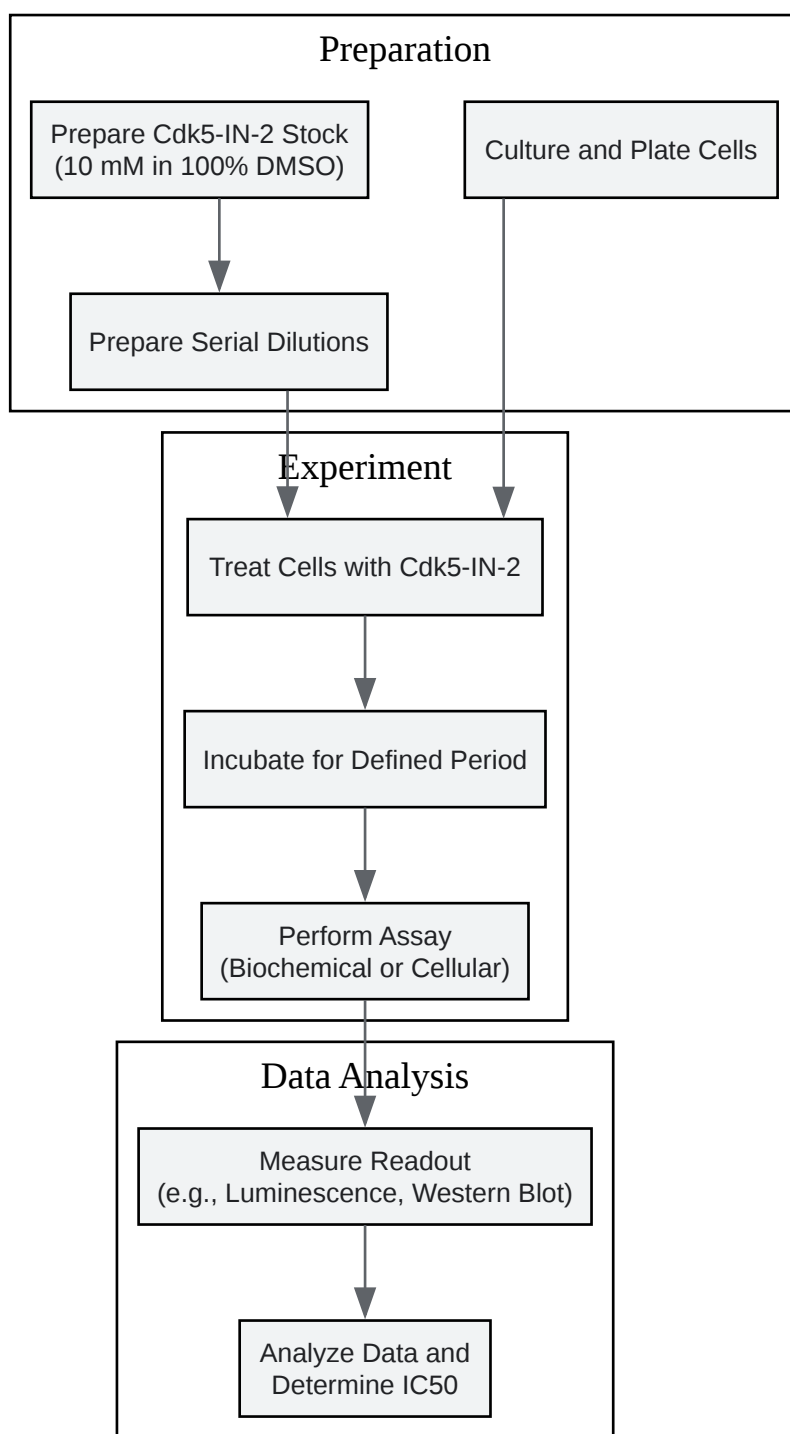 Preparation
Prepare Cdk5-IN-2 Stock
(10 mM in 100% DMSO)
Culture and Plate Cells
Prepare Serial Dilutions
Experiment
Treat Cells with Cdk5-IN-2
Incubate for Defined Period
Perform Assay
(Biochemical or Cellular)
Data Analysis
Measure Readout
(e.g., Luminescence, Western Blot)
Analyze Data and
Determine IC50